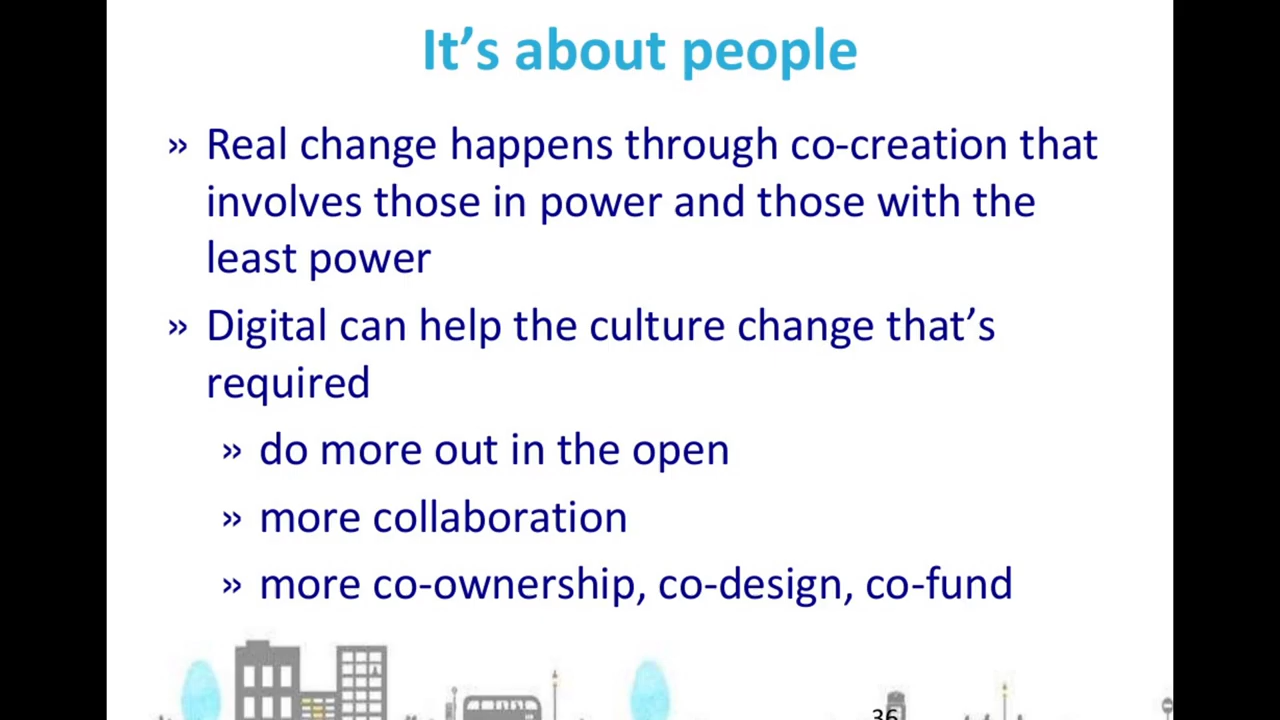 It’s about people
» Real change happens through co-creation that
involves those in power and those with the
least power
» Digital can help the culture change that’s
required
» do more out in the open
» more collaboration
» more co-ownership, co-design, co-fund
36